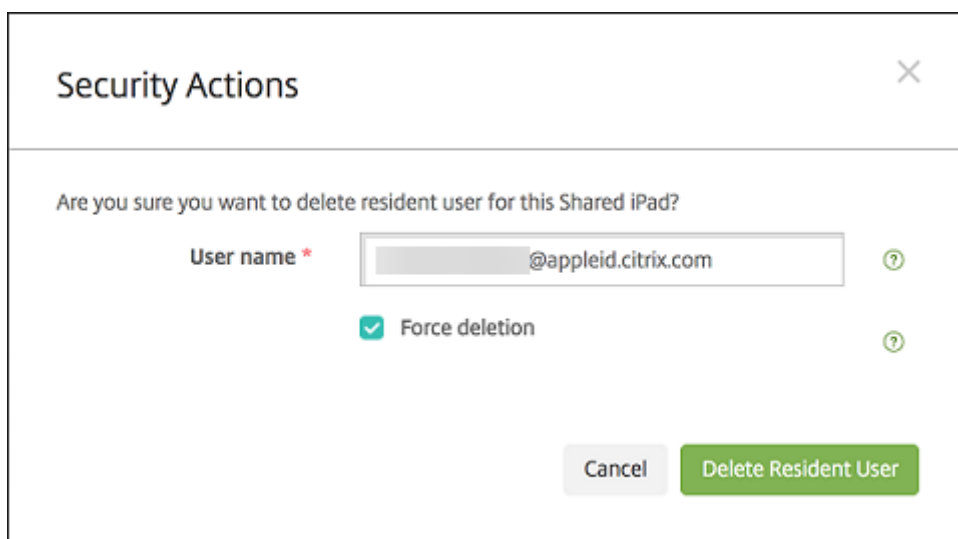 Security Actions
Are you sure you want to delete resident user for this Shared iPad?
User name * @appleid.citrix.com
Force deletion
Cancel Delete Resident User